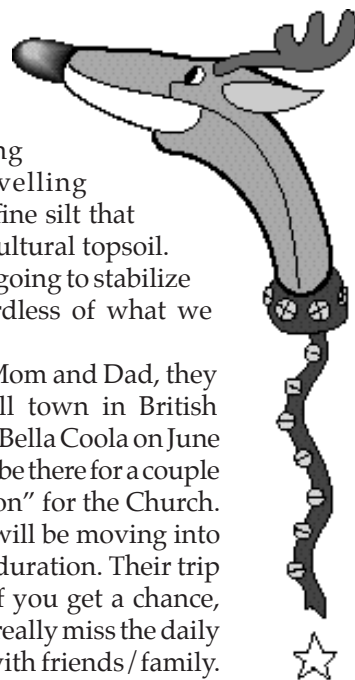 ng
velling
fine silt that
cultural topsoil.
going to stabilize
rdless of what we
Mom and Dad, they
ll town in British
Bella Coola on June
be there for a couple
on” for the Church.
will be moving into
duration. Their trip
f you get a chance,
really miss the daily
with friends/family.